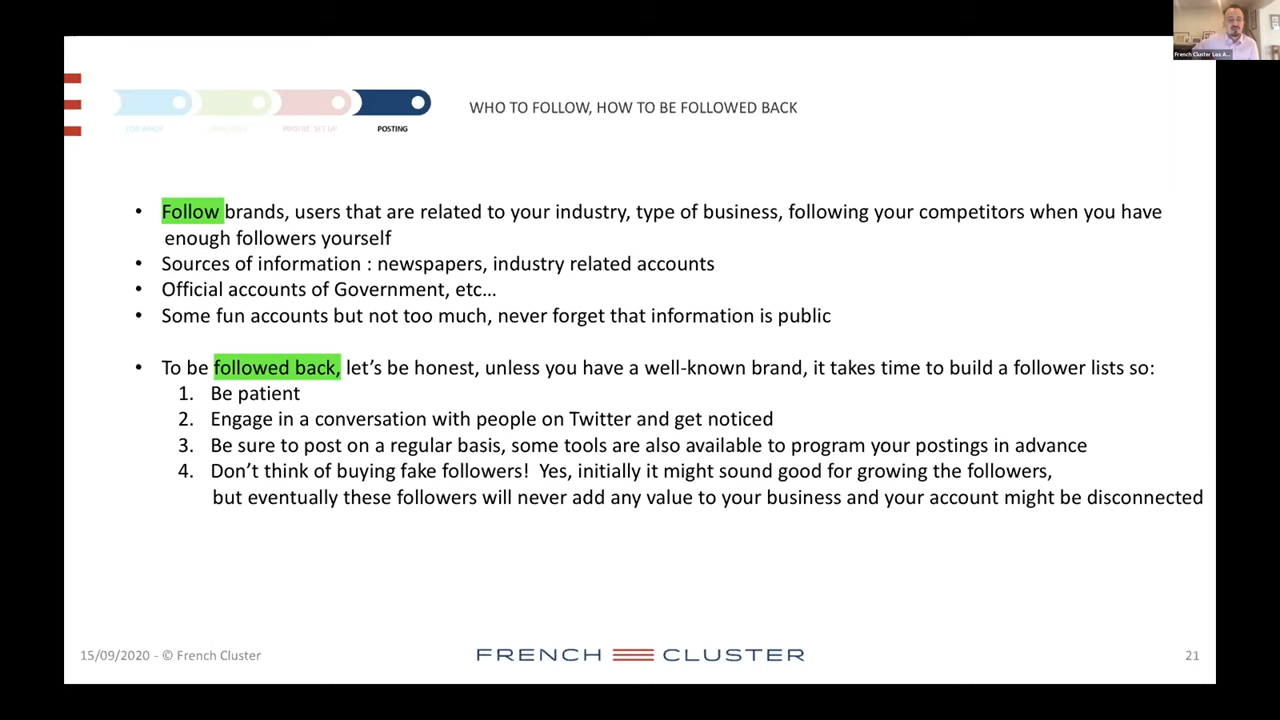 French Cluster Los A...
WHO TO FOLLOW, HOW TO BE FOLLOWED BACK
PROFILE SET UP
POSTING
• Follow brands, users that are related to your industry, type of business, following your competitors when you have
enough followers yourself
• Sources of information : newspapers, industry related accounts
• Official accounts of Government, etc…
• Some fun accounts but not too much, never forget that information is public
• To be followed back, let’s be honest, unless you have a well-known brand, it takes time to build a follower lists so:
1. Be patient
2. Engage in a conversation with people on Twitter and get noticed
3. Be sure to post on a regular basis, some tools are also available to program your postings in advance
4. Don’t think of buying fake followers! Yes, initially it might sound good for growing the followers,
but eventually these followers will never add any value to your business and your account might be disconnected
15/09/2020 - © French Cluster
FRENCH CLUSTER
21